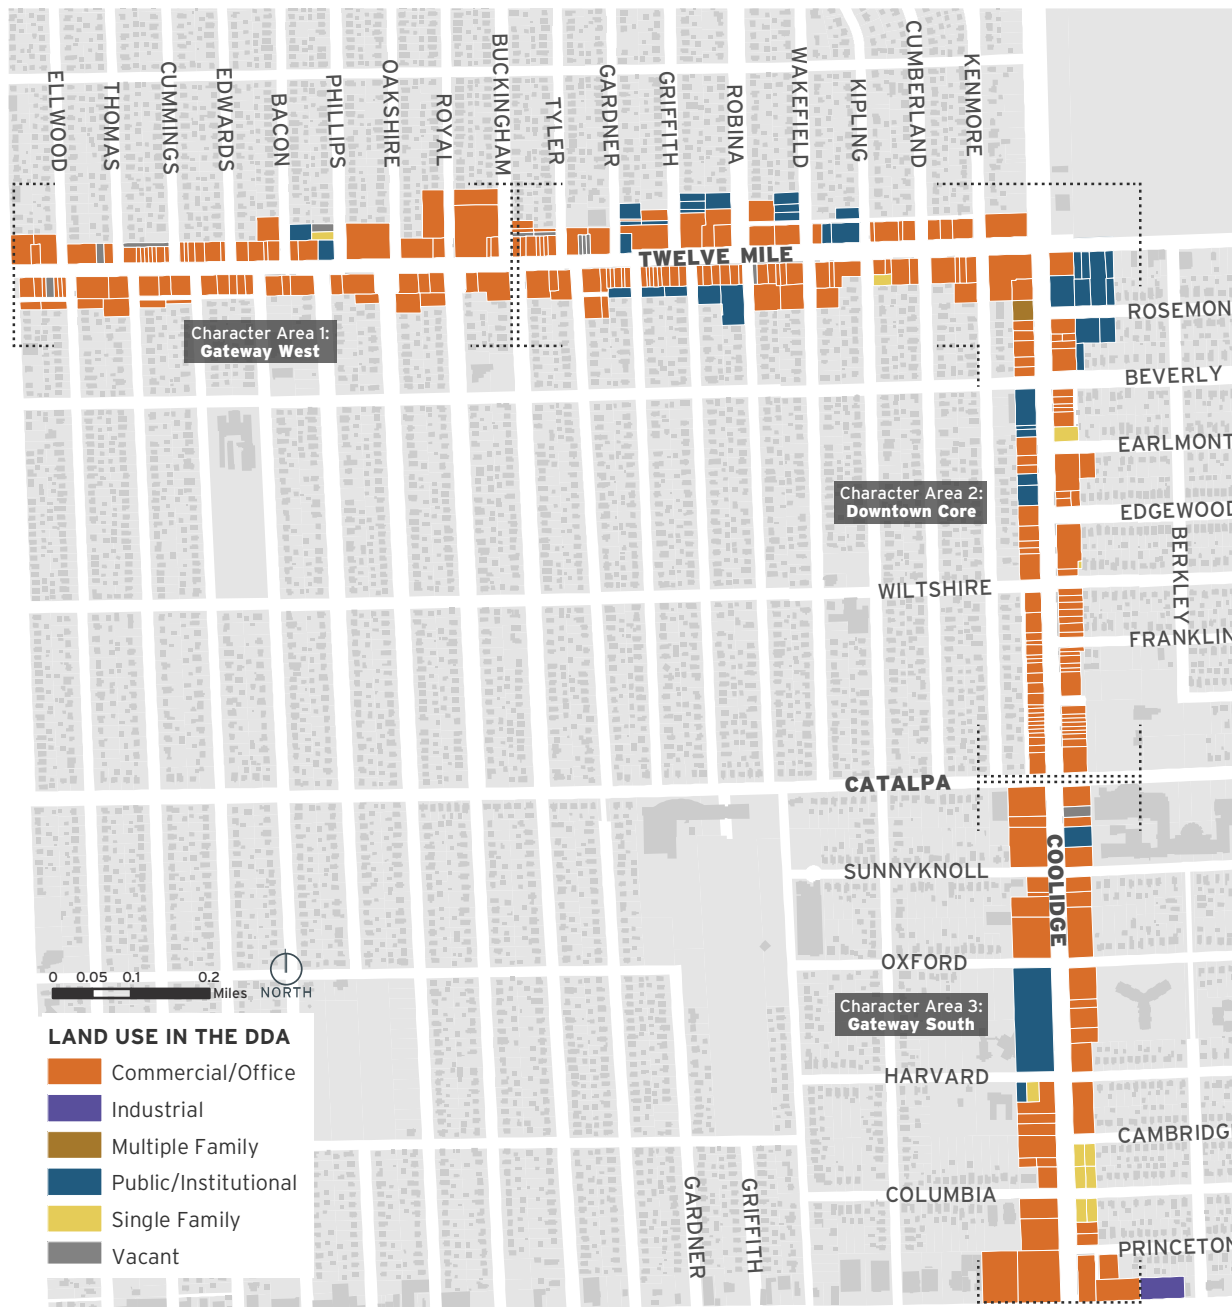 ELLWOOD
THOMAS
CUMMINGS
EDWARDS
BACON
PHILLIPS
OAKSHIRE
ROYAL
BUCKINGHAM
TYLER
GARDNER
GRIFFITH
ROBINA
WAKEFIELD
KIPLING
CUMBERLAND
KENMORE
TWELVE MILE
ROSEMON
Character Area 1:
Gateway West
BEVERLY
EARLMONT
Character Area 2:
Downtown Core
EDGEWOOD
BERKLEY
WILTSHIRE
FRANKLIN
CATALPA
COOLIDGE
SUNNYKNOLL
OXFORD
0 0.05 0.1 0.2
Miles
NORTH
Character Area 3:
Gateway South
HARVARD
CAMBRIDG
COLUMBIA
GARDNER
GRIFFITH
PRINCETON
LAND USE IN THE DDA
Commercial/Office
Industrial
Multiple Family
Public/Institutional
Single Family
Vacant